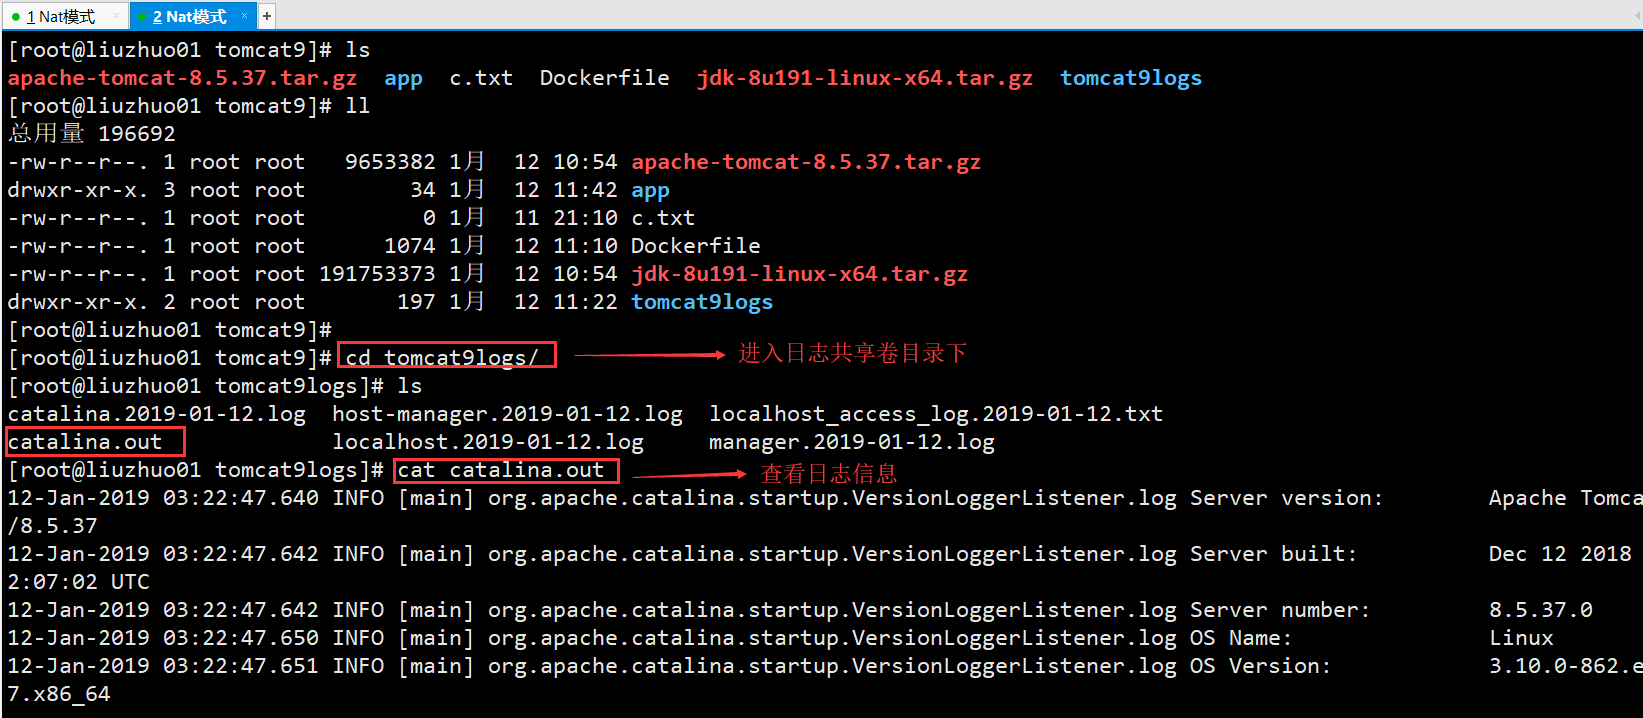 1 Nat模式 × 2 Nat模式 × +
[root@liuzhuo01 tomcat9]# ls
apache-tomcat-8.5.37.tar.gz  app  c.txt  Dockerfile  jdk-8u191-linux-x64.tar.gz  tomcat9logs
[root@liuzhuo01 tomcat9]# ll
总用量 196692
-rw-r--r--. 1 root root   9653382 1月  12 10:54 apache-tomcat-8.5.37.tar.gz
drwxr-xr-x. 3 root root        34 1月  12 11:42 app
-rw-r--r--. 1 root root         0 1月  11 21:10 c.txt
-rw-r--r--. 1 root root      1074 1月  12 11:10 Dockerfile
-rw-r--r--. 1 root root 191753373 1月  12 10:54 jdk-8u191-linux-x64.tar.gz
drwxr-xr-x. 2 root root       197 1月  12 11:22 tomcat9logs
[root@liuzhuo01 tomcat9]#
[root@liuzhuo01 tomcat9]# cd tomcat9logs/ 进入日志共享卷目录下
[root@liuzhuo01 tomcat9logs]# ls
catalina.2019-01-12.log  host-manager.2019-01-12.log  localhost_access_log.2019-01-12.txt
catalina.out             localhost.2019-01-12.log     manager.2019-01-12.log
[root@liuzhuo01 tomcat9logs]# cat catalina.out 查看日志信息
12-Jan-2019 03:22:47.640 INFO [main] org.apache.catalina.startup.VersionLoggerListener.log Server version:        Apache Tomca
/8.5.37
12-Jan-2019 03:22:47.642 INFO [main] org.apache.catalina.startup.VersionLoggerListener.log Server built:          Dec 12 2018
2:07:02 UTC
12-Jan-2019 03:22:47.642 INFO [main] org.apache.catalina.startup.VersionLoggerListener.log Server number:         8.5.37.0
12-Jan-2019 03:22:47.650 INFO [main] org.apache.catalina.startup.VersionLoggerListener.log OS Name:               Linux
12-Jan-2019 03:22:47.651 INFO [main] org.apache.catalina.startup.VersionLoggerListener.log OS Version:            3.10.0-862.e
7.x86_64